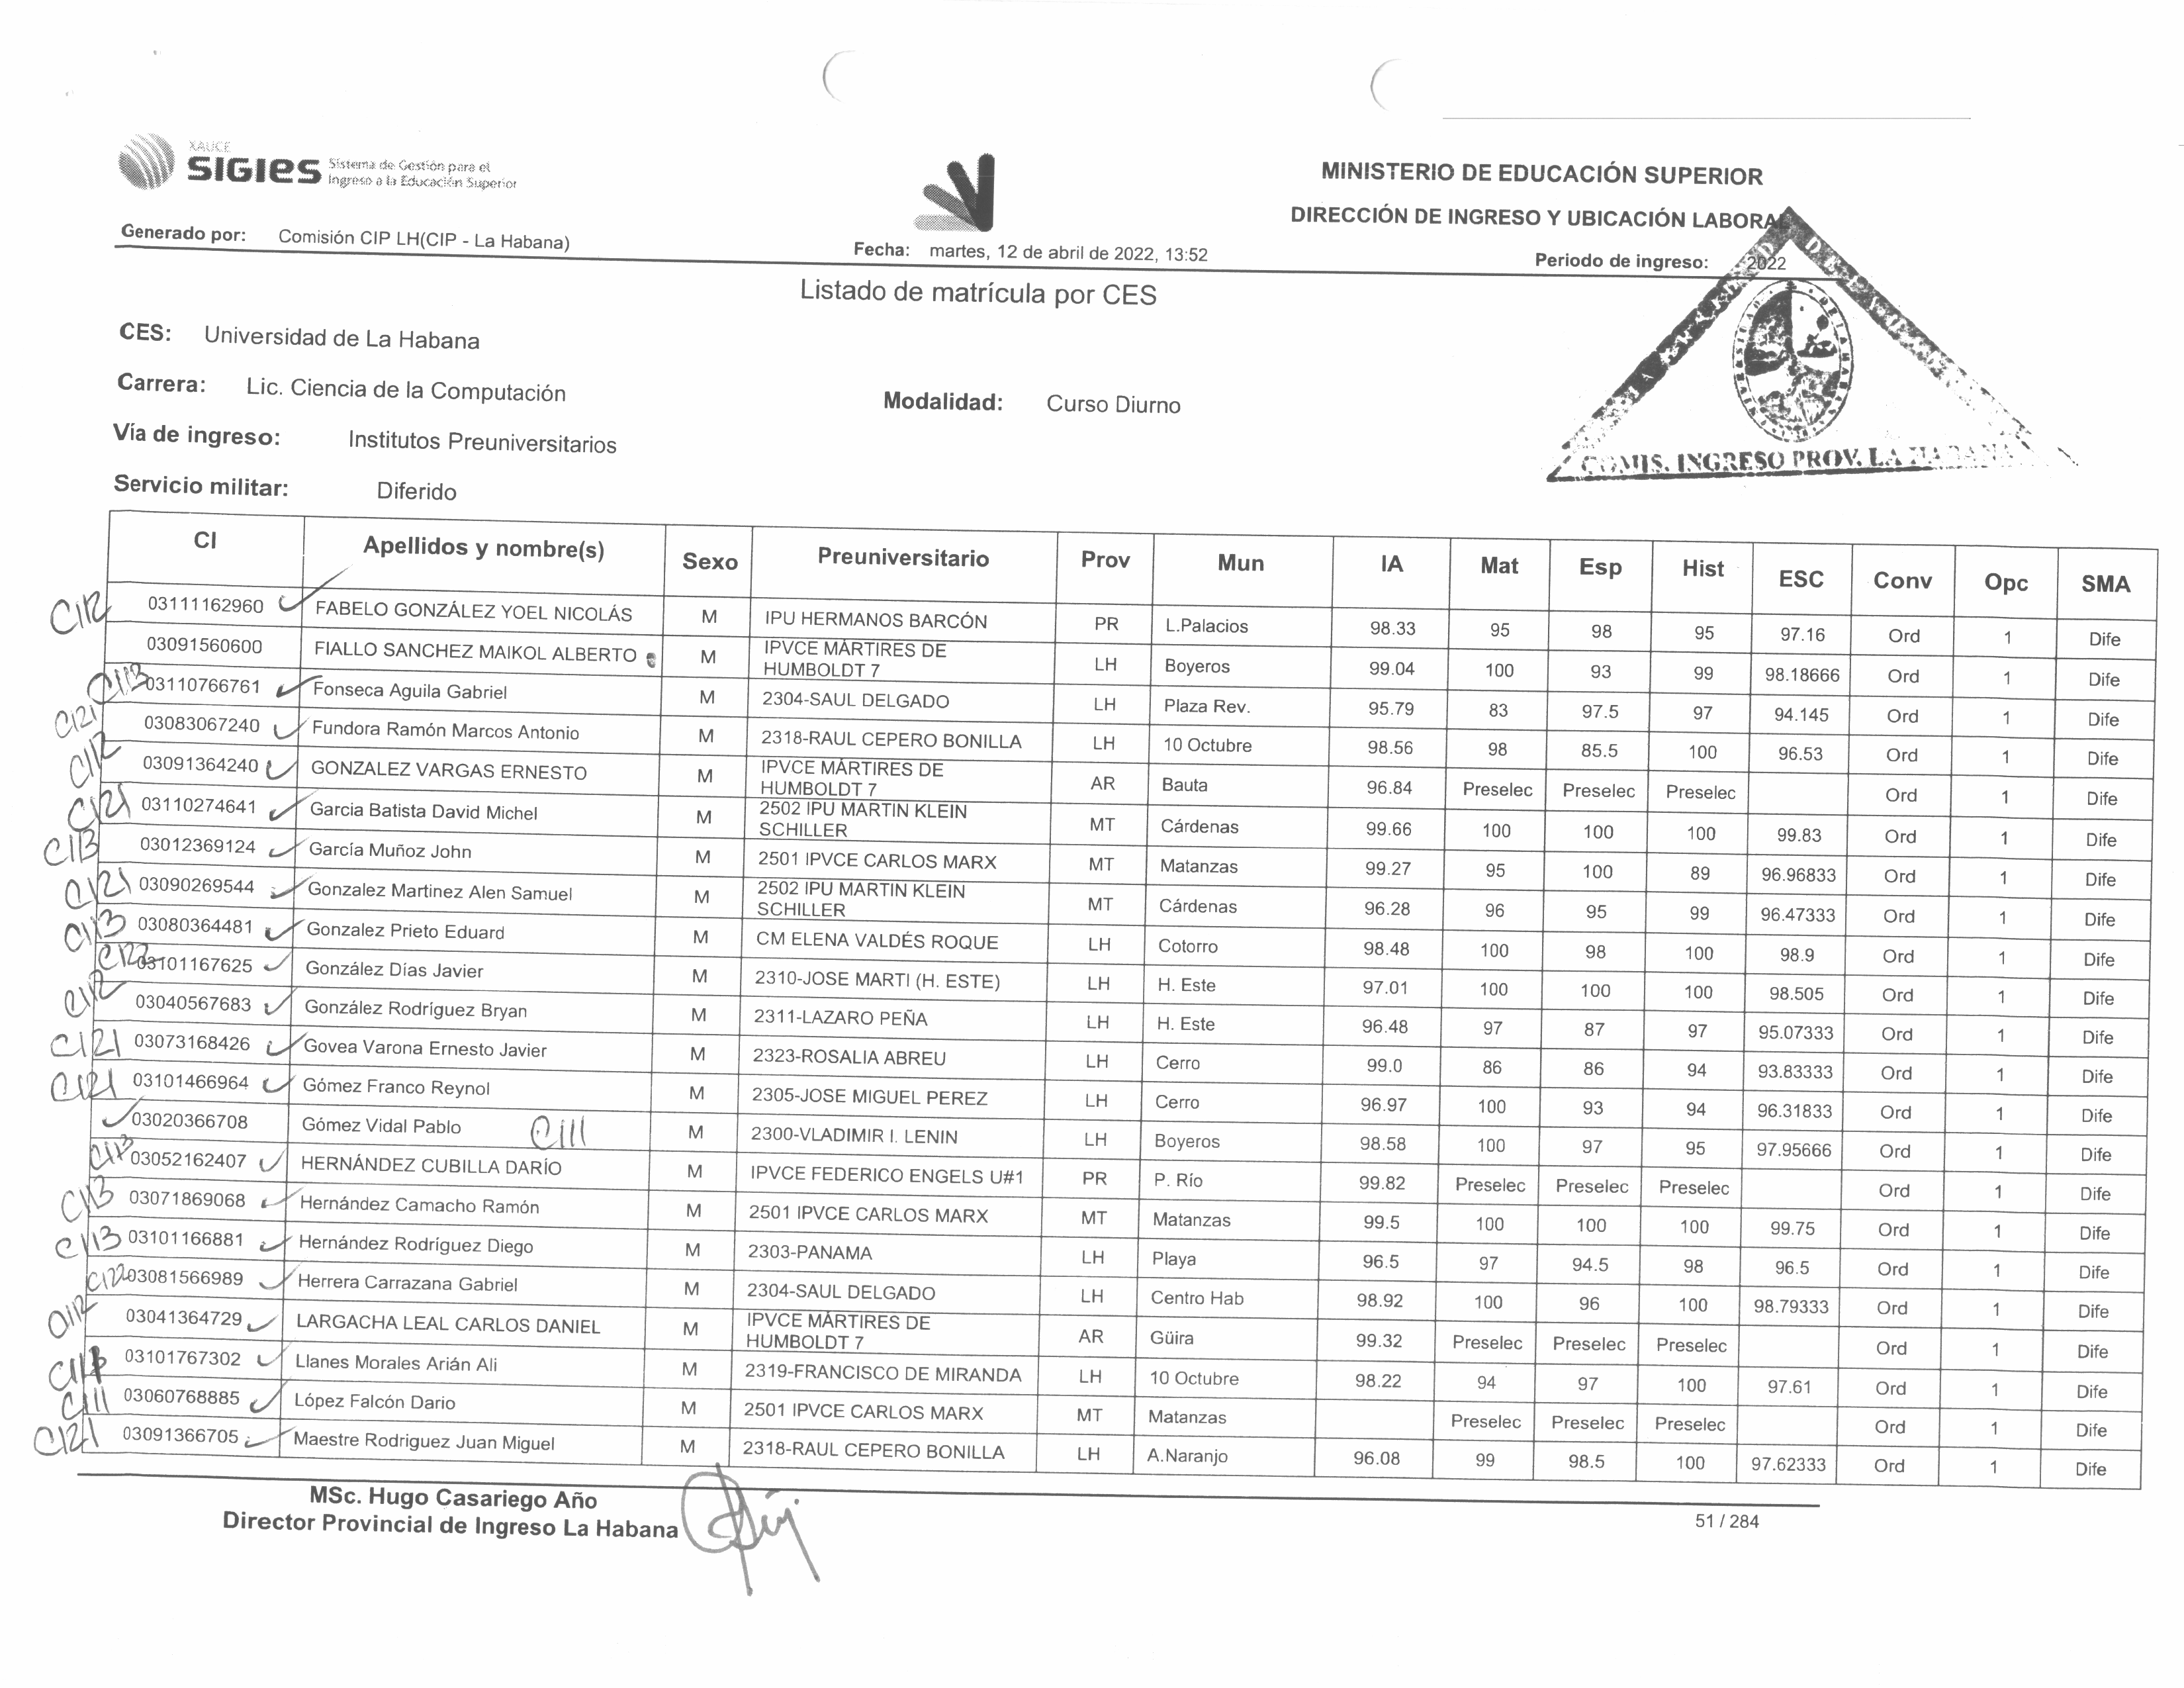 XAUCE
SIGIES Sistema de Gestión para el
Ingreso a la Educación Superior
MINISTERIO DE EDUCACIÓN SUPERIOR
DIRECCIÓN DE INGRESO Y UBICACIÓN LABORAL
Generado por: Comisión CIP LH(CIP - La Habana)
Fecha: martes, 12 de abril de 2022, 13:52
Periodo de ingreso: 2022
Listado de matrícula por CES
CES: Universidad de La Habana
Carrera: Lic. Ciencia de la Computación
Modalidad: Curso Diurno
Vía de ingreso: Institutos Preuniversitarios
COMIS. INGRESO PROV. LA HABANA
Servicio militar: Diferido
CI Apellidos y nombre(s) Sexo Preuniversitario Prov Mun IA Mat Esp Hist ESC Conv Opc SMA
C112 03111162960 FABELO GONZÁLEZ YOEL NICOLÁS M IPU HERMANOS BARCÓN PR L.Palacios 98.33 95 98 95 97.16 Ord 1 Dife
03091560600 FIALLO SANCHEZ MAIKOL ALBERTO M IPVCE MÁRTIRES DE HUMBOLDT 7 LH Boyeros 99.04 100 93 99 98.18666 Ord 1 Dife
C113 03110766761 Fonseca Aguila Gabriel M 2304-SAUL DELGADO LH Plaza Rev. 95.79 83 97.5 97 94.145 Ord 1 Dife
C121 03083067240 Fundora Ramón Marcos Antonio M 2318-RAUL CEPERO BONILLA LH 10 Octubre 98.56 98 85.5 100 96.53 Ord 1 Dife
C112 03091364240 GONZALEZ VARGAS ERNESTO M IPVCE MÁRTIRES DE HUMBOLDT 7 AR Bauta 96.84 Preselec Preselec Preselec Ord 1 Dife
C121 03110274641 Garcia Batista David Michel M 2502 IPU MARTIN KLEIN SCHILLER MT Cárdenas 99.66 100 100 100 99.83 Ord 1 Dife
C113 03012369124 García Muñoz John M 2501 IPVCE CARLOS MARX MT Matanzas 99.27 95 100 89 96.96833 Ord 1 Dife
C121 03090269544 Gonzalez Martinez Alen Samuel M 2502 IPU MARTIN KLEIN SCHILLER MT Cárdenas 96.28 96 95 99 96.47333 Ord 1 Dife
C113 03080364481 Gonzalez Prieto Eduard M CM ELENA VALDÉS ROQUE LH Cotorro 98.48 100 98 100 98.9 Ord 1 Dife
C122 03101167625 González Días Javier M 2310-JOSE MARTI (H. ESTE) LH H. Este 97.01 100 100 100 98.505 Ord 1 Dife
C112 03040567683 González Rodríguez Bryan M 2311-LAZARO PEÑA LH H. Este 96.48 97 87 97 95.07333 Ord 1 Dife
C121 03073168426 Govea Varona Ernesto Javier M 2323-ROSALIA ABREU LH Cerro 99.0 86 86 94 93.83333 Ord 1 Dife
C121 03101466964 Gómez Franco Reynol M 2305-JOSE MIGUEL PEREZ LH Cerro 96.97 100 93 94 96.31833 Ord 1 Dife
03020366708 Gómez Vidal Pablo C111 M 2300-VLADIMIR I. LENIN LH Boyeros 98.58 100 97 95 97.95666 Ord 1 Dife
C113 03052162407 HERNÁNDEZ CUBILLA DARÍO M IPVCE FEDERICO ENGELS U#1 PR P. Río 99.82 Preselec Preselec Preselec Ord 1 Dife
C113 03071869068 Hernández Camacho Ramón M 2501 IPVCE CARLOS MARX MT Matanzas 99.5 100 100 100 99.75 Ord 1 Dife
C113 03101166881 Hernández Rodríguez Diego M 2303-PANAMA LH Playa 96.5 97 94.5 98 96.5 Ord 1 Dife
C122 03081566989 Herrera Carrazana Gabriel M 2304-SAUL DELGADO LH Centro Hab 98.92 100 96 100 98.79333 Ord 1 Dife
C112 03041364729 LARGACHA LEAL CARLOS DANIEL M IPVCE MÁRTIRES DE HUMBOLDT 7 AR Güira 99.32 Preselec Preselec Preselec Ord 1 Dife
03101767302 Llanes Morales Arián Ali M 2319-FRANCISCO DE MIRANDA LH 10 Octubre 98.22 94 97 100 97.61 Ord 1 Dife
C111 03060768885 López Falcón Dario M 2501 IPVCE CARLOS MARX MT Matanzas Preselec Preselec Preselec Ord 1 Dife
C121 03091366705 Maestre Rodriguez Juan Miguel M 2318-RAUL CEPERO BONILLA LH A.Naranjo 96.08 99 98.5 100 97.62333 Ord 1 Dife
MSc. Hugo Casariego Año
Director Provincial de Ingreso La Habana
51 / 284